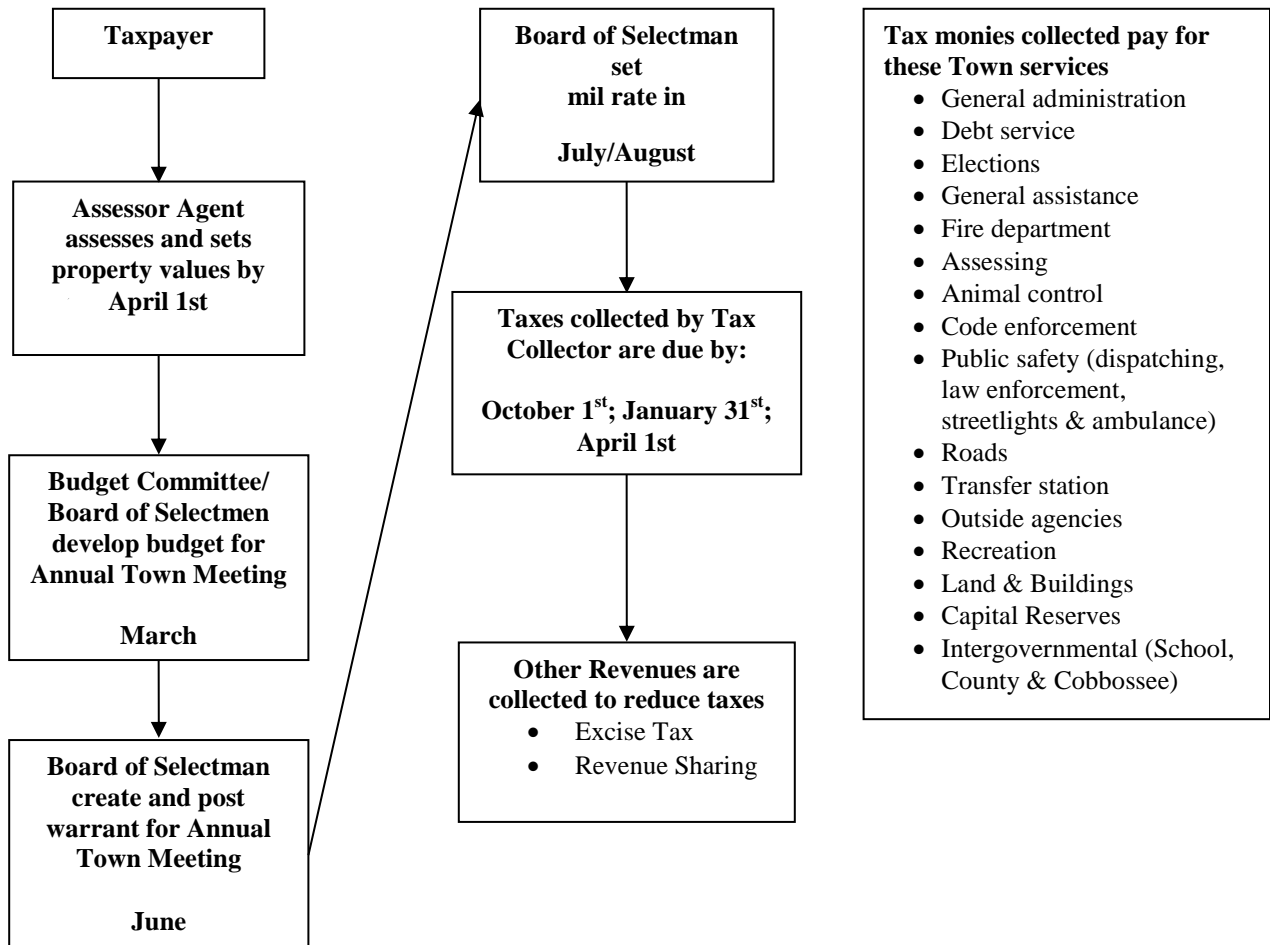 Taxpayer
Assessor Agent
assesses and sets
property values by
April 1st
Budget Committee/
Board of Selectmen
develop budget for
Annual Town Meeting
March
Board of Selectman
create and post
warrant for Annual
Town Meeting
June
Board of Selectman
set
mil rate in
July/August
Taxes collected by Tax
Collector are due by:
October 1st; January 31st;
April 1st
Other Revenues are
collected to reduce taxes
• Excise Tax
• Revenue Sharing
Tax monies collected pay for
these Town services
• General administration
• Debt service
• Elections
• General assistance
• Fire department
• Assessing
• Animal control
• Code enforcement
• Public safety (dispatching,
law enforcement,
streetlights & ambulance)
• Roads
• Transfer station
• Outside agencies
• Recreation
• Land & Buildings
• Capital Reserves
• Intergovernmental (School,
County & Cobbossee)